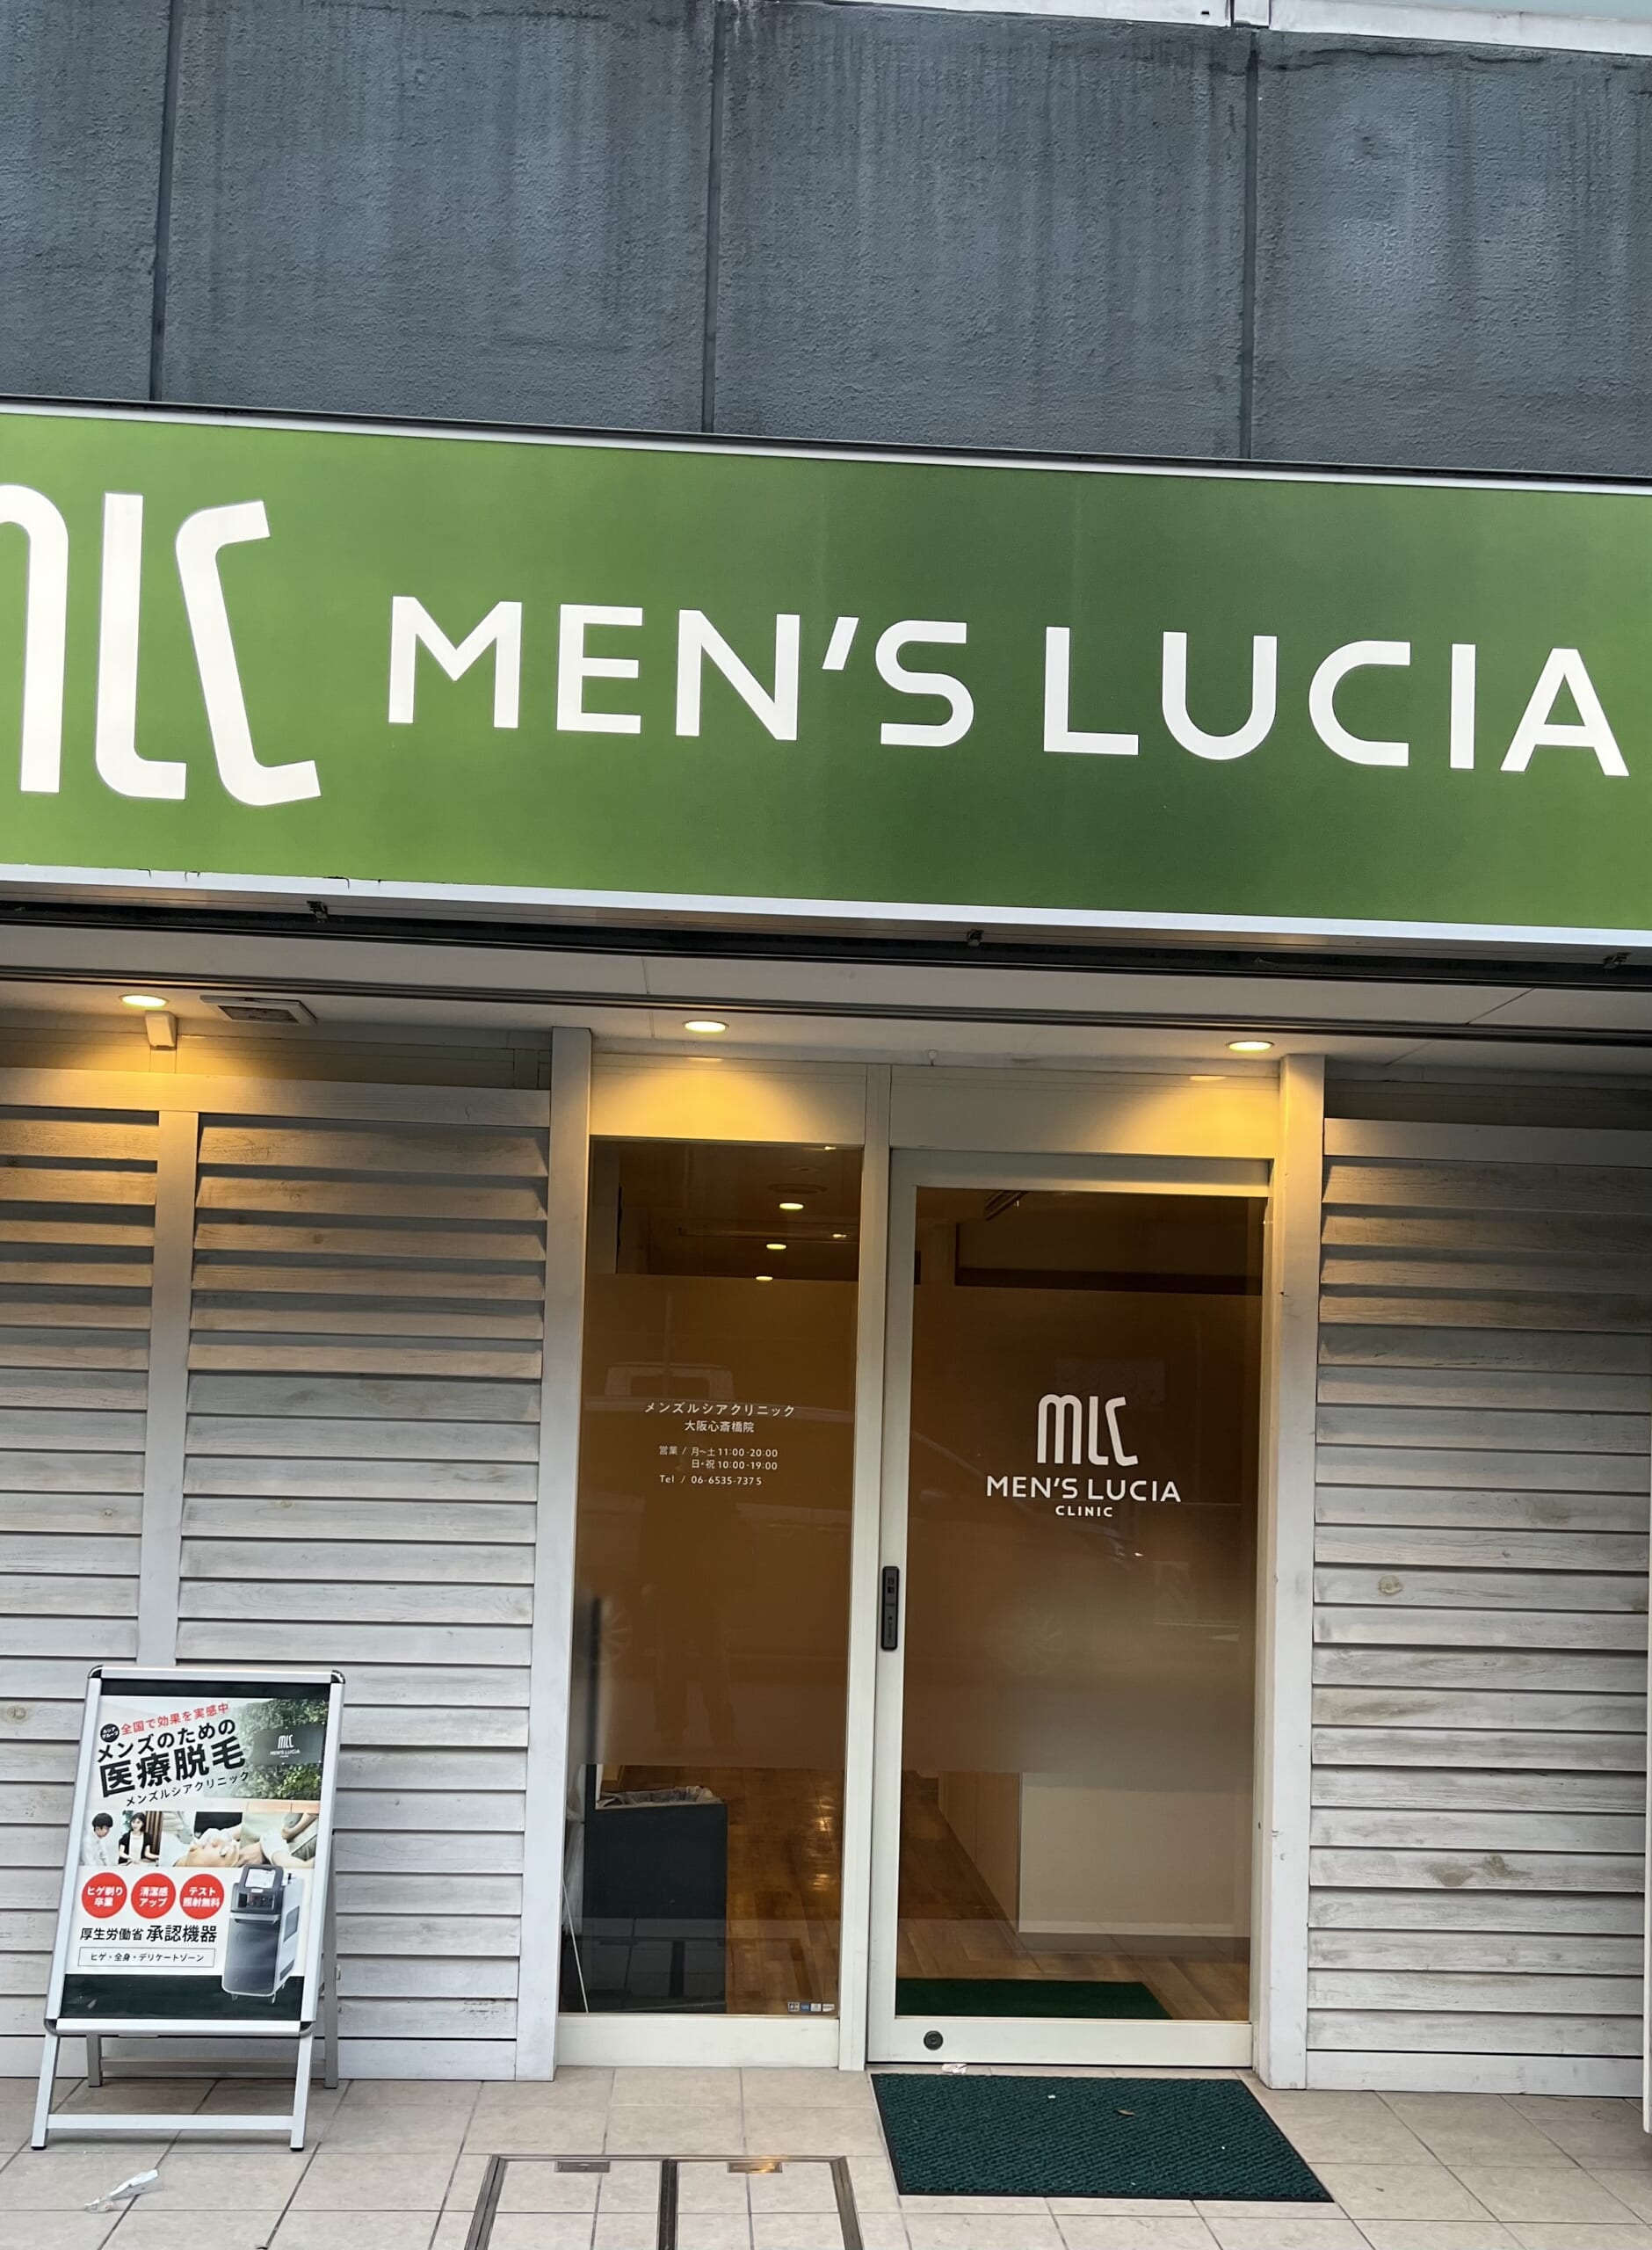 mlc MEN'S LUCIA
メンズルシアクリニック
大阪心斎橋院
営業 / 月~土 11:00-20:00
日・祝 10:00-19:00
Tel / 06-6535-7375
mlc
MEN'S LUCIA
CLINIC
全国で効果を実感中
メンズのための
医療脱毛
メンズルシアクリニック
mlc
MEN'S LUCIA
ヒゲ剃り
卒業
清潔感
アップ
テスト
照射無料
厚生労働省 承認機器
ヒゲ・全身・デリケートゾーン